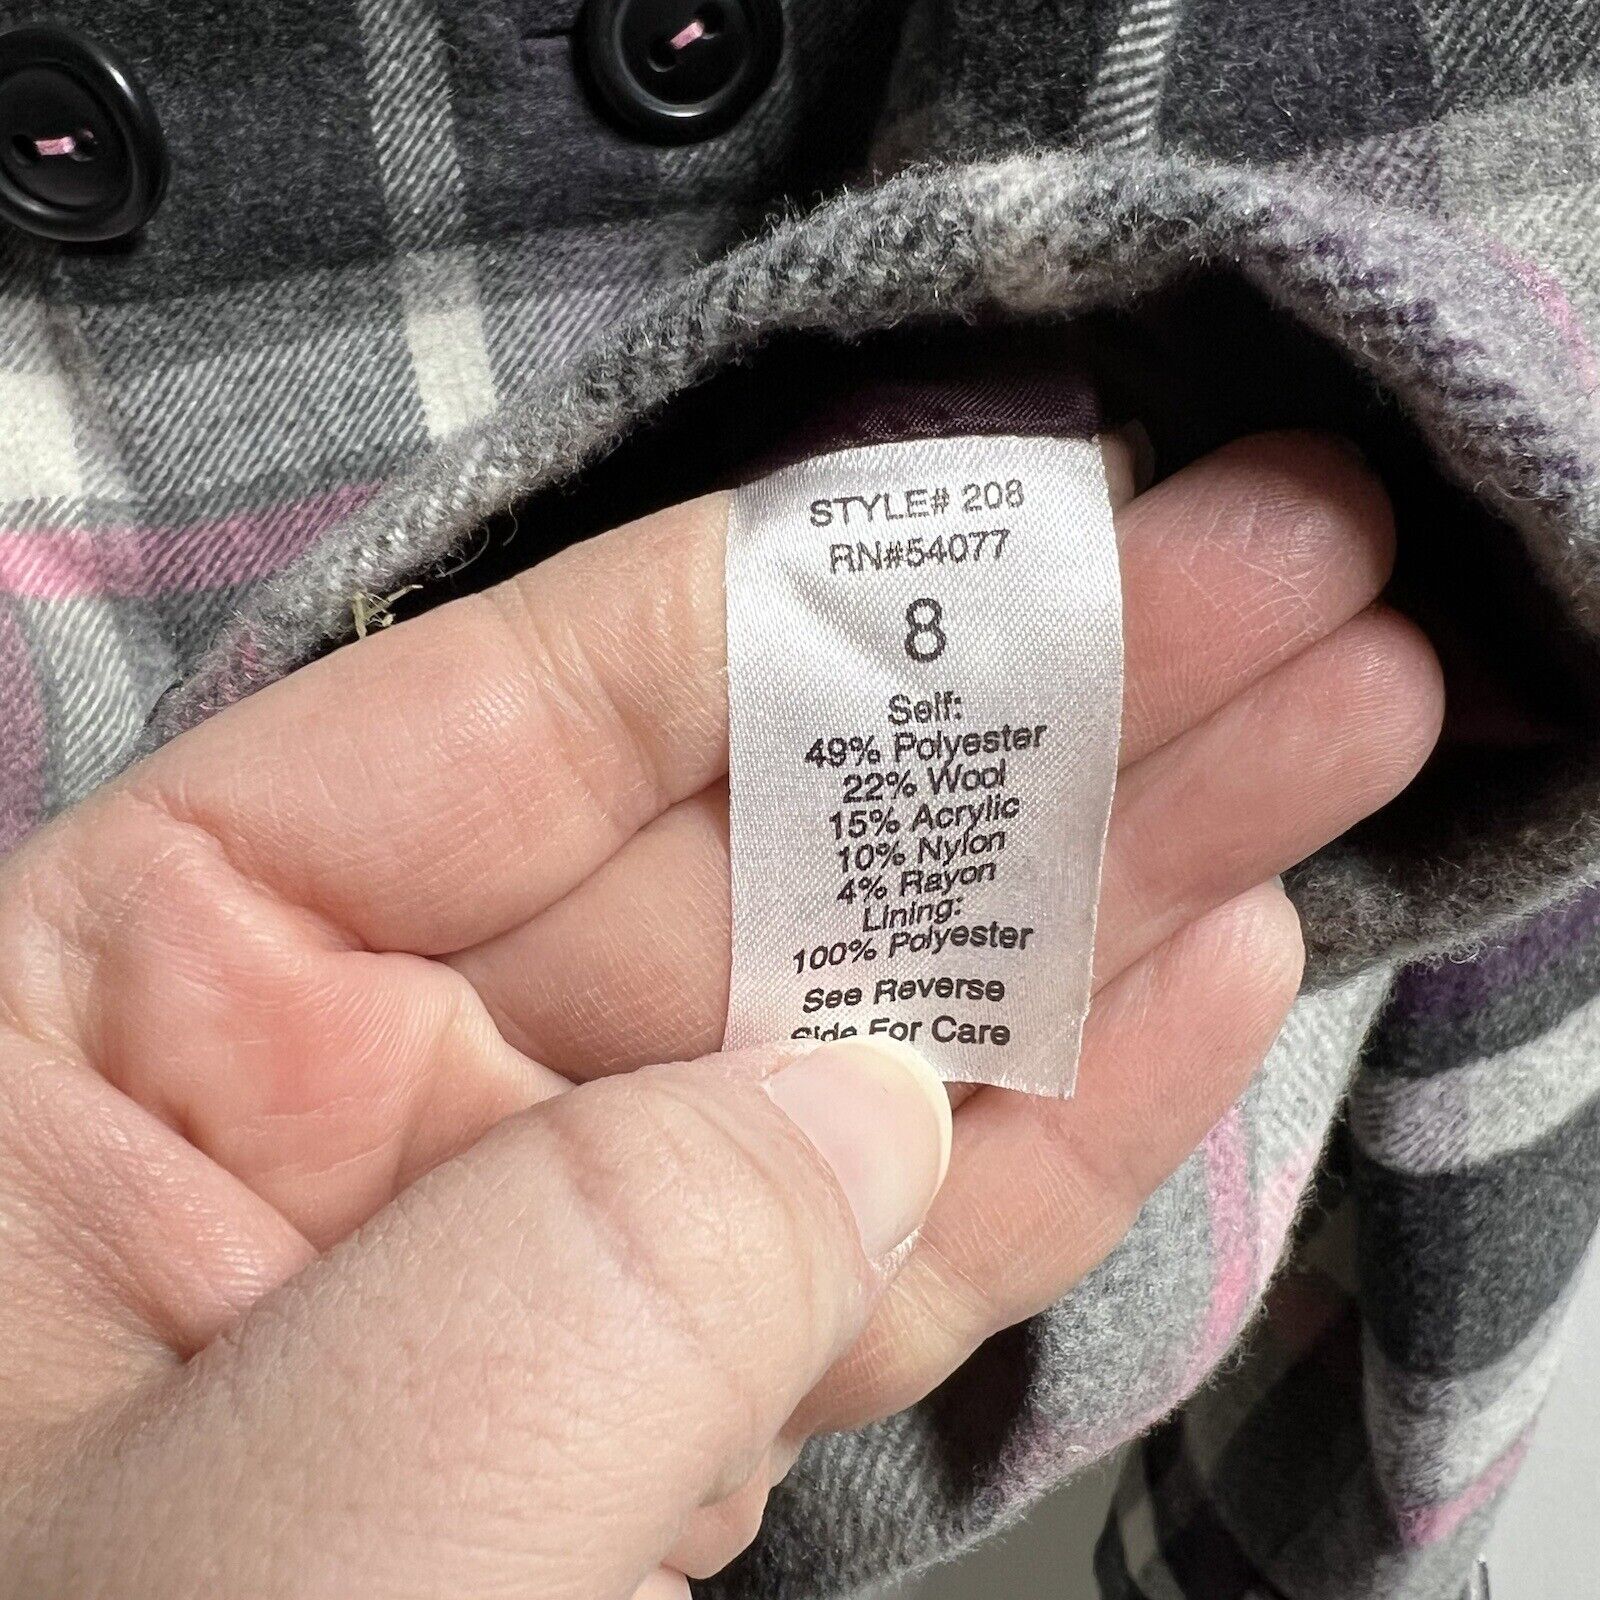 STYLE# 208
RN#54077
8
Self:
49% Polyester
22% Wool
15% Acrylic
10% Nylon
4% Rayon
Lining:
100% Polyester
See Reverse
Side For Care